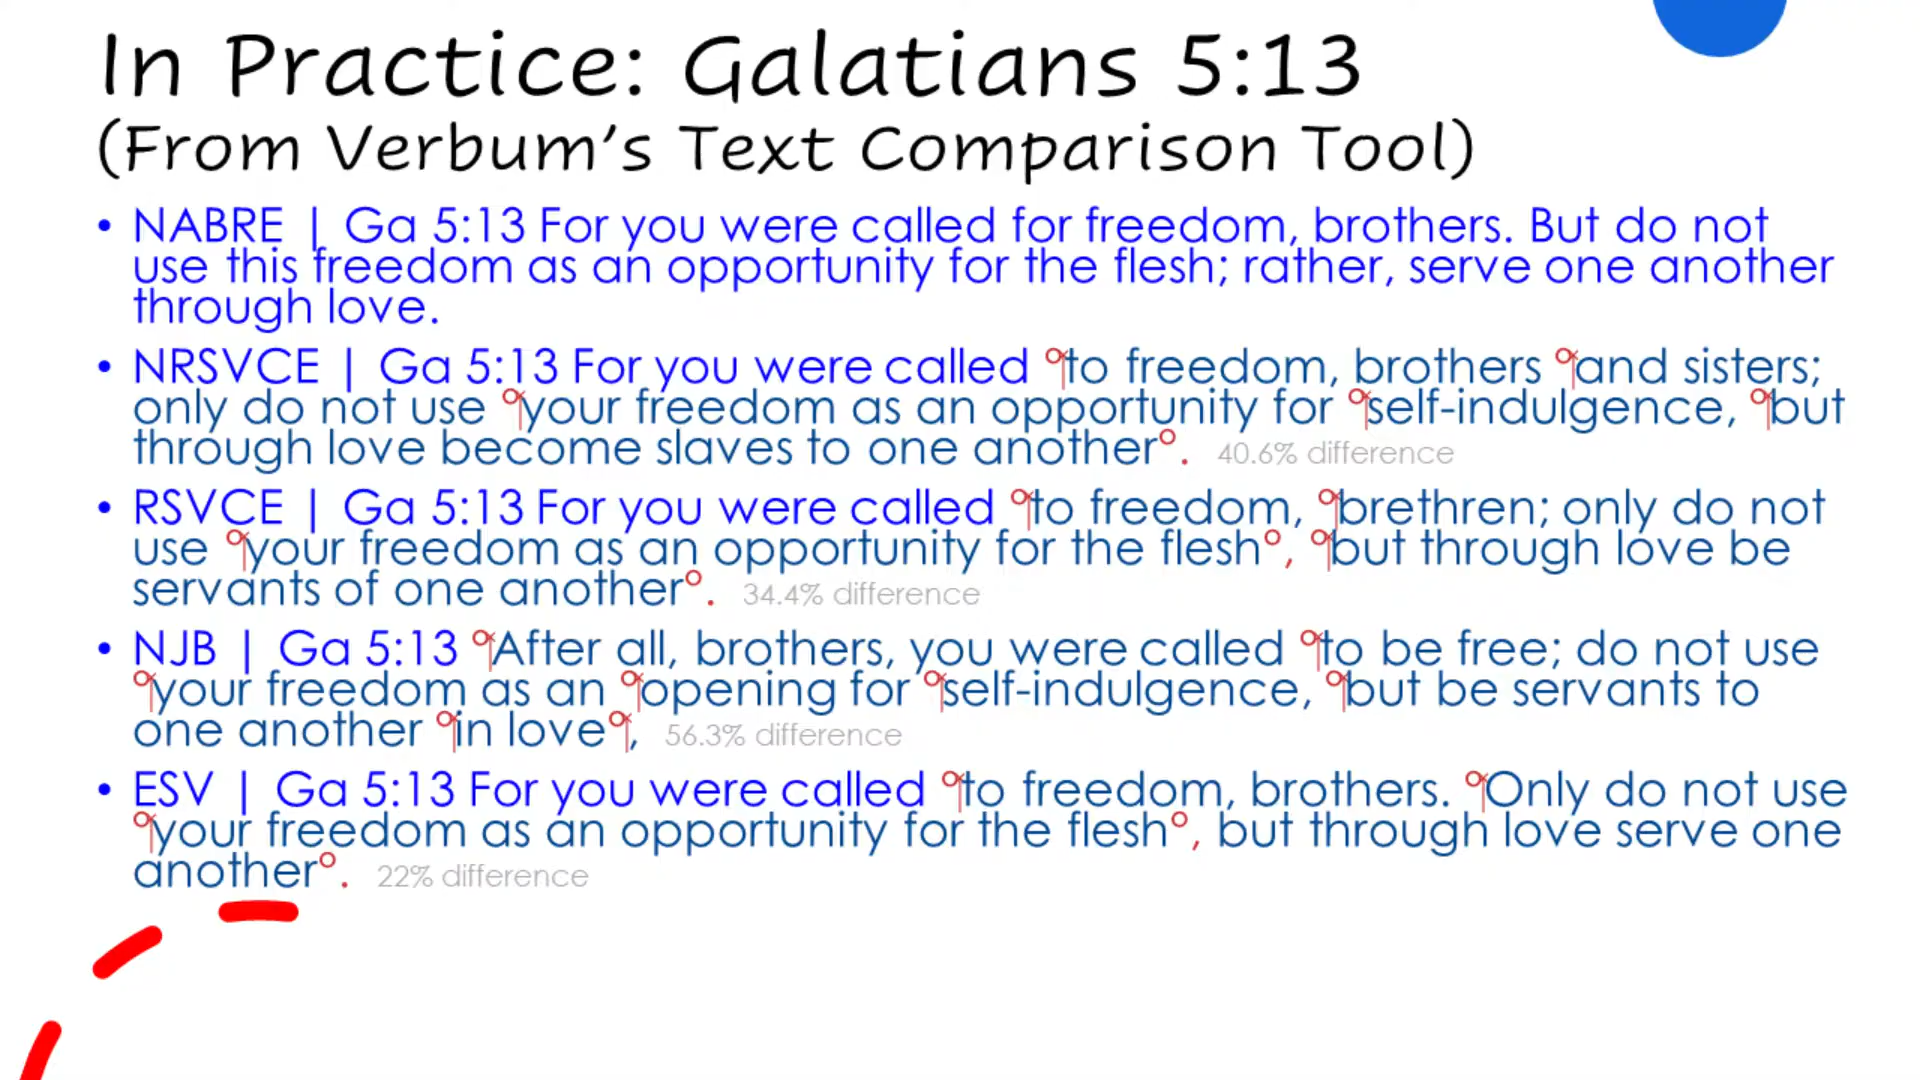 In Practice: Galatians 5:13
(From Verbum’s Text Comparison Tool)
• NABRE | Ga 5:13 For you were called for freedom, brothers. But do not
use this freedom as an opportunity for the flesh; rather, serve one another
through love.
• NRSVCE | Ga 5:13 For you were called to freedom, brothers and sisters;
only do not use your freedom as an opportunity for self-indulgence, but
through love become slaves to one another. 40.6% difference
• RSVCE | Ga 5:13 For you were called to freedom, brethren; only do not
use your freedom as an opportunity for the flesh, but through love be
servants of one another. 34.4% difference
• NJB | Ga 5:13 After all, brothers, you were called to be free; do not use
your freedom as an opening for self-indulgence, but be servants to
one another in love, 56.3% difference
• ESV | Ga 5:13 For you were called to freedom, brothers. Only do not use
your freedom as an opportunity for the flesh, but through love serve one
another. 22% difference